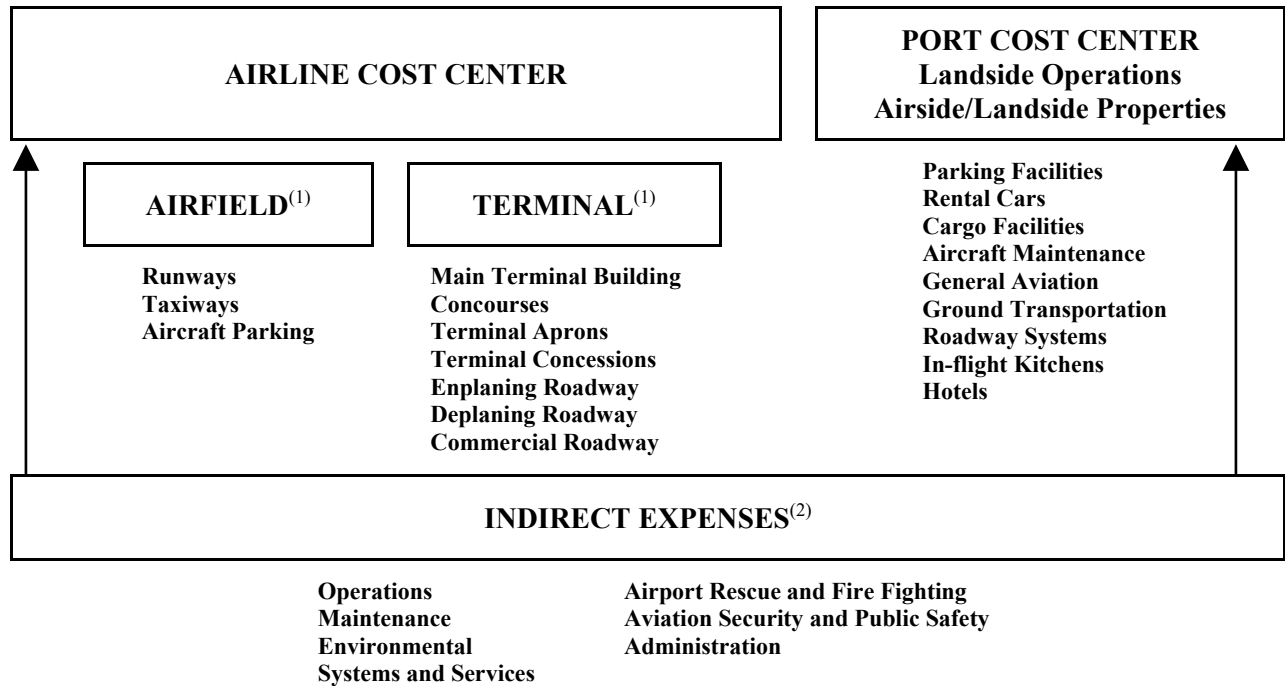 AIRLINE COST CENTER
PORT COST CENTER
Landside Operations
Airside/Landside Properties
AIRFIELD(1)
TERMINAL(1)
Runways
Taxiways
Aircraft Parking
Main Terminal Building
Concourses
Terminal Aprons
Terminal Concessions
Enplaning Roadway
Deplaning Roadway
Commercial Roadway
Parking Facilities
Rental Cars
Cargo Facilities
Aircraft Maintenance
General Aviation
Ground Transportation
Roadway Systems
In-flight Kitchens
Hotels
INDIRECT EXPENSES(2)
Operations
Maintenance
Environmental
Systems and Services
Airport Rescue and Fire Fighting
Aviation Security and Public Safety
Administration